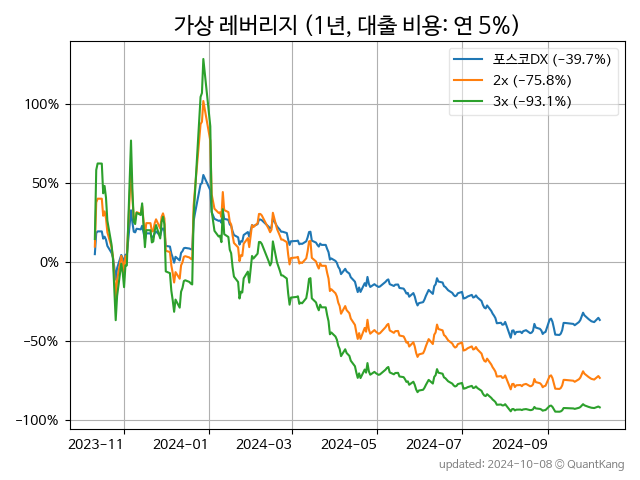 가상 레버리지 (1년, 대출 비용: 연 5%)
포스코DX (−39.7%)
2x (−75.8%)
3x (−93.1%)
100%
50%
0%
−50%
−100%
2023-11 2024-01 2024-03 2024-05 2024-07 2024-09
updated: 2024-10-08 © QuantKang